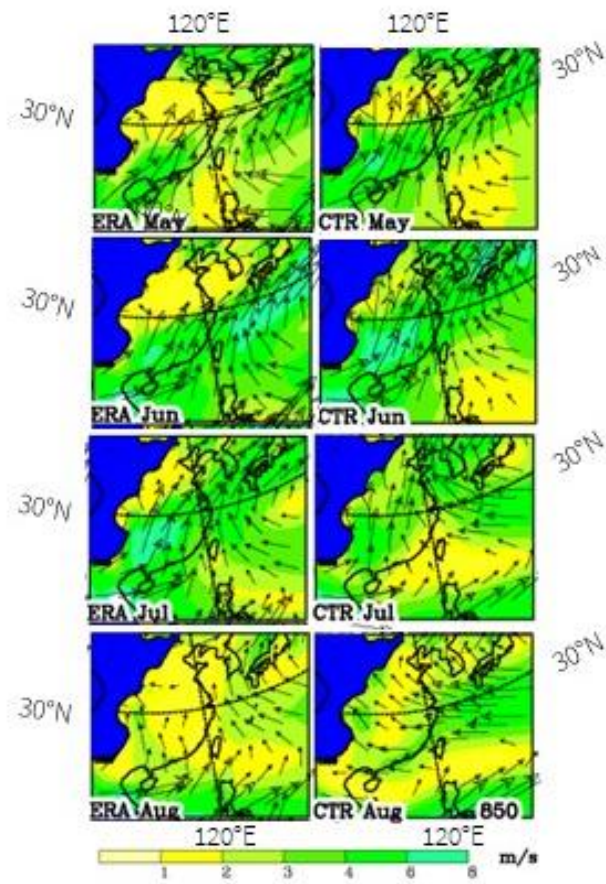 120°E 120°E
30°N 30°N
ERA May CTR May
30°N 30°N
ERA Jun CTR Jun
30°N 30°N
ERA Jul CTR Jul
30°N 30°N
ERA Aug CTR Aug 850
120°E 120°E
1 2 3 4 6 8 m/s